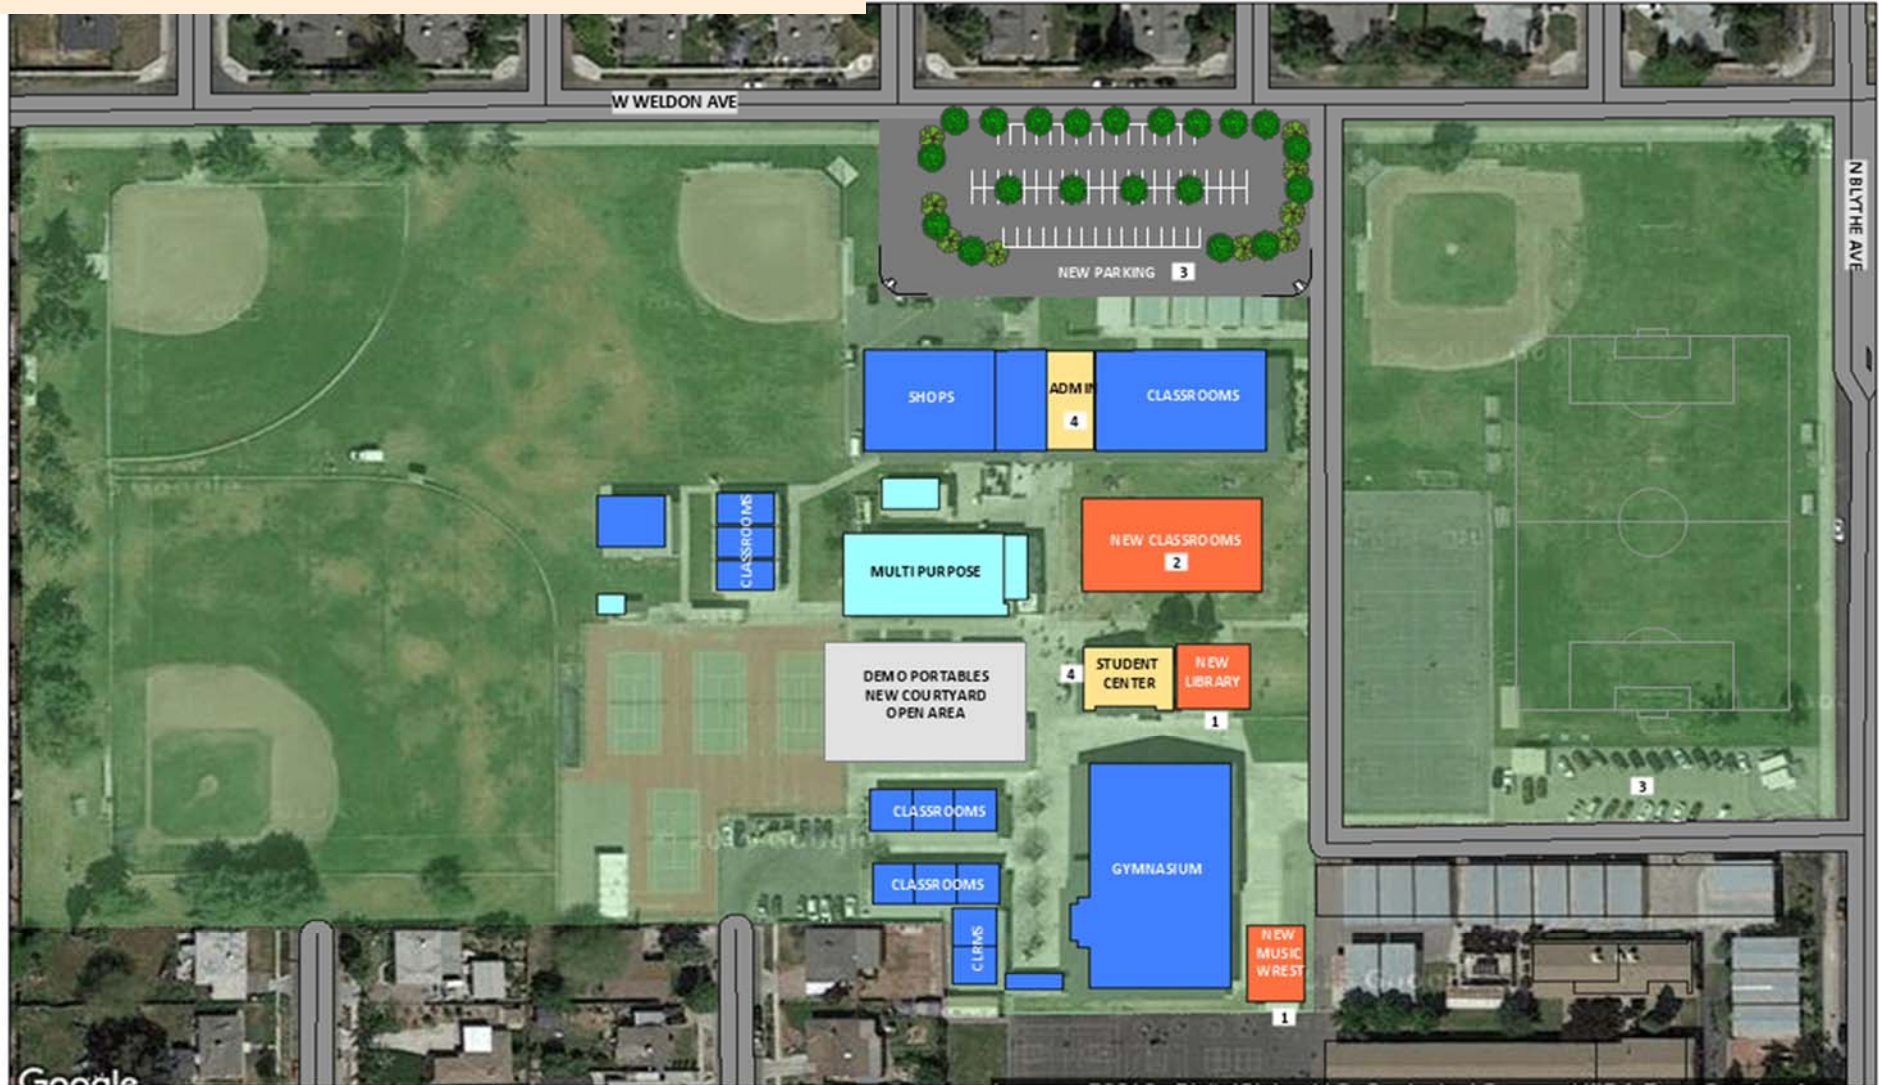 W WELDON AVE
N BLYTHE AVE
NEW PARKING 3
SHOPS
ADMIN
4
CLASSROOMS
CLASSROOMS
NEW CLASSROOMS
2
MULTI PURPOSE
DEMO PORTABLES
NEW COURTYARD
OPEN AREA
4
STUDENT
CENTER
NEW
LIBRARY
1
3
CLASSROOMS
CLASSROOMS
CLRMS
GYMNASIUM
NEW
MUSIC
WREST
1
Google
Google